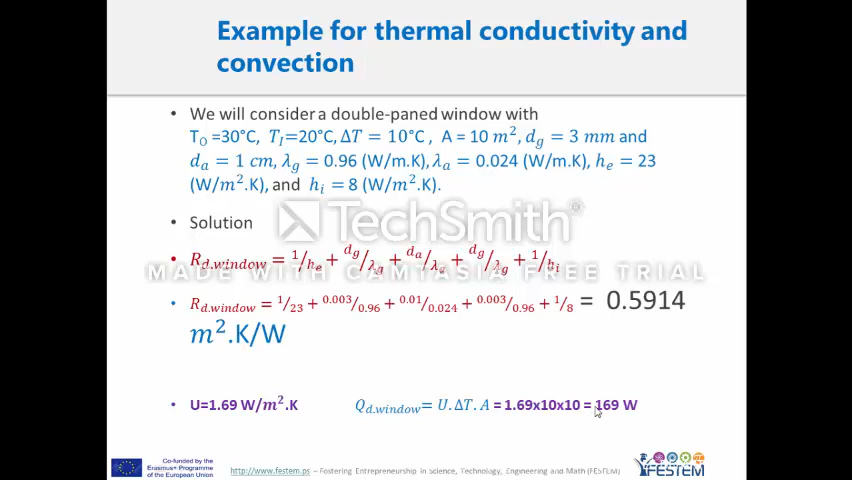 Example for thermal conductivity and
convection
• We will consider a double-paned window with
T_O =30°C, T_I=20°C, ΔT = 10°C , A = 10 m², d_g = 3 mm and
d_a = 1 cm, λ_g = 0.96 (W/m.K), λ_a = 0.024 (W/m.K), h_e = 23
(W/m².K), and h_i = 8 (W/m².K).
• Solution
TechSmith
• R_d.window = 1/h_e + d_g/λ_g + d_a/λ_g + d_g/λ_g + 1/h_i
MADE WITH CAMTASIA FREE TRIAL
• R_d.window = 1/23 + 0.003/0.96 + 0.01/0.024 + 0.003/0.96 + 1/8 = 0.5914
m².K/W
• U=1.69 W/m².K Q_d.window= U. ΔT. A = 1.69x10x10 = 169 W
Co-funded by the
Erasmus+ Programme
of the European Union
http://www.festem.ps – Fostering Entrepreneurship in Science, Technology, Engineering and Math (FESTEM)
FESTEM